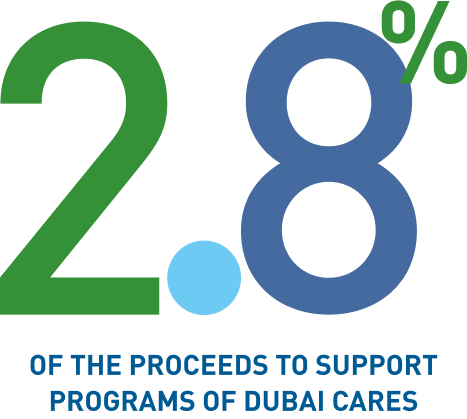 2.8%
OF THE PROCEEDS TO SUPPORT
PROGRAMS OF DUBAI CARES